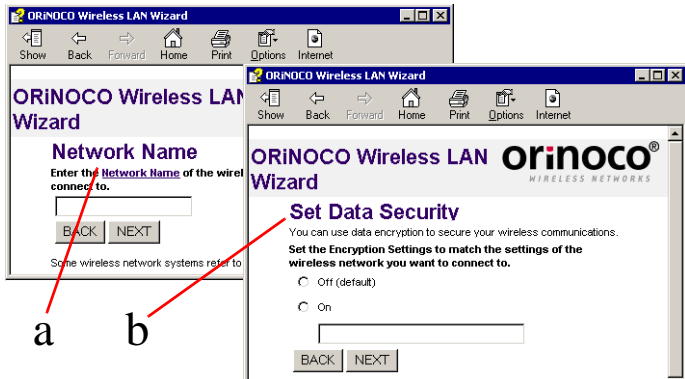 ORiNOCO Wireless LAN Wizard
Show Back Forward Home Print Options Internet
ORiNOCO Wireless LAN
Wizard
Network Name
Enter the Network Name of the
connect to.
BACK NEXT
Some wireless network systems refer to
ORiNOCO Wireless LAN Wizard
Show Back Forward Home Print Options Internet
ORiNOCO Wireless LAN
Wizard
orinoco®
WIRELESS NETWORKS
Set Data Security
You can use data encryption to secure your wireless communications.
Set the Encryption Settings to match the settings of the
wireless network you want to connect to.
Off (default)
On
BACK NEXT
a b